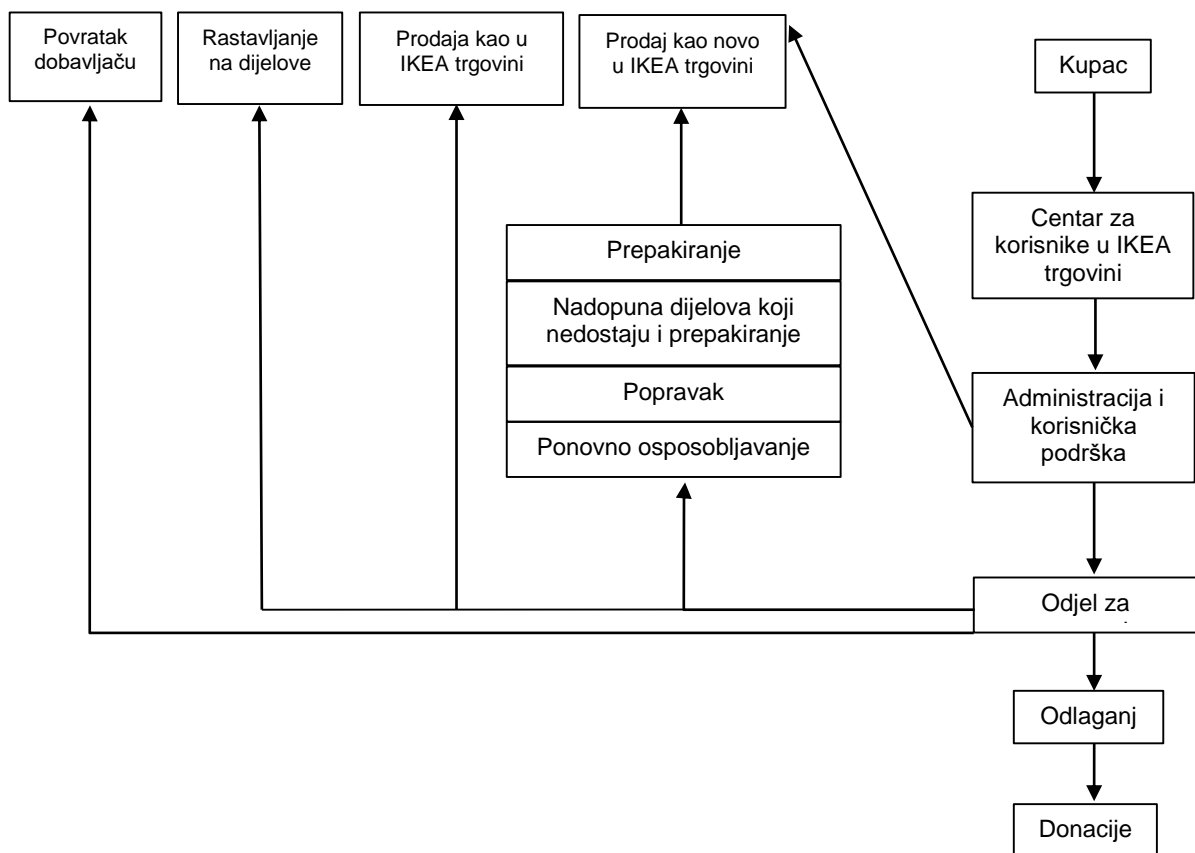 Povratak
dobavljaču
Rastavljanje
na dijelove
Prodaja kao u
IKEA trgovini
Prodaj kao novo
u IKEA trgovini
Kupac
Centar za
korisnike u IKEA
trgovini
Prepakiranje
Nadopuna dijelova koji
nedostaju i prepakiranje
Popravak
Ponovno osposobljavanje
Administracija i
korisnička
podrška
Odjel za
Odlaganj
Donacije